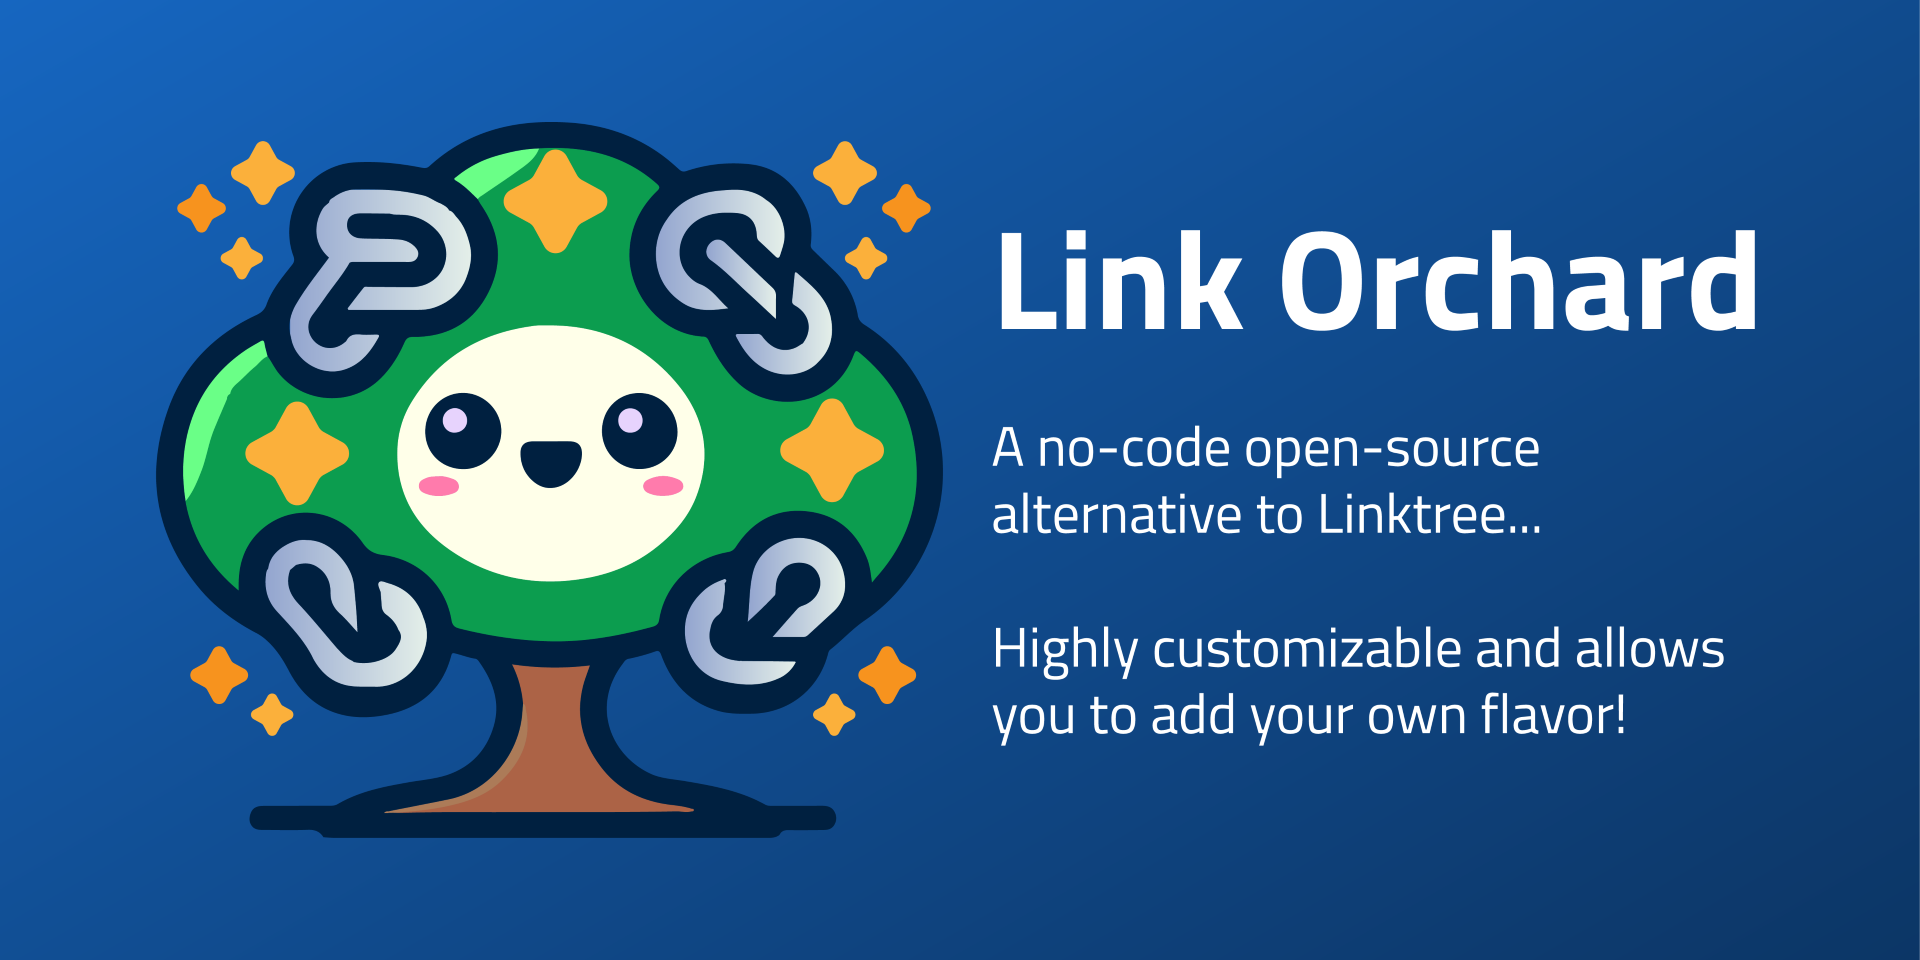 Link Orchard
A no-code open-source
alternative to Linktree...
Highly customizable and allows
you to add your own flavor!